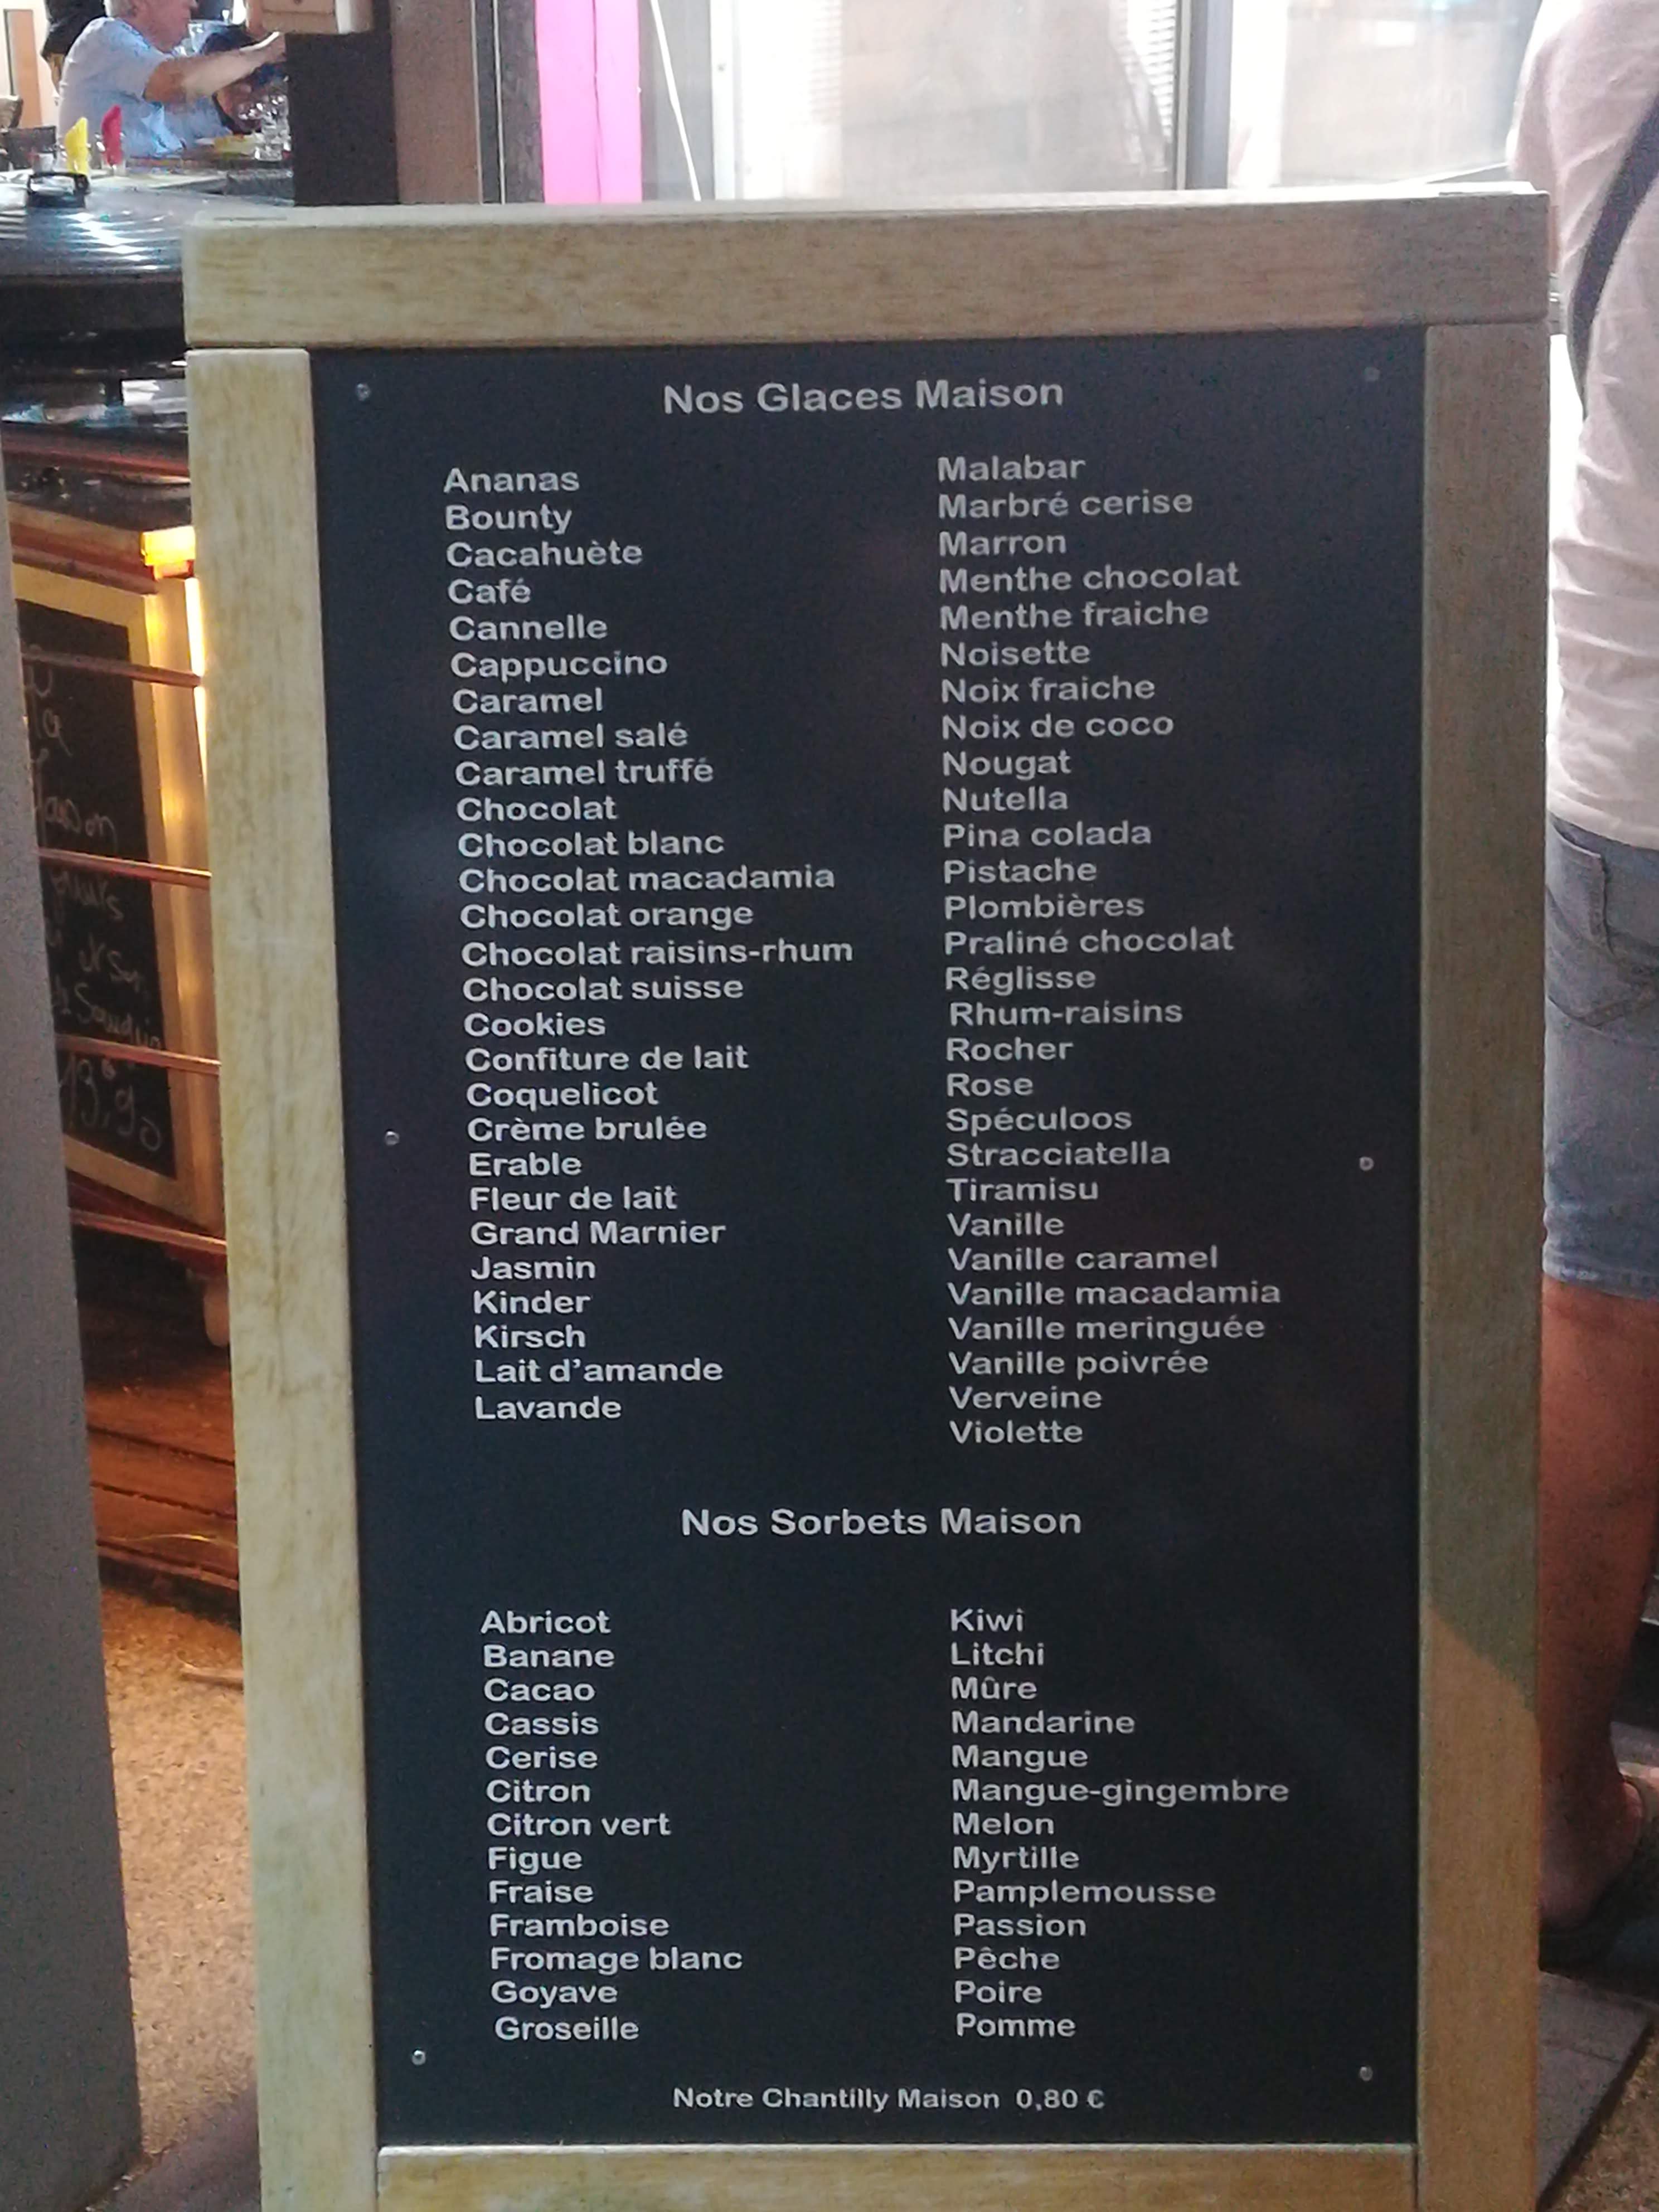 Nos Glaces Maison
Ananas
Bounty
Cacahuète
Café
Cannelle
Cappuccino
Caramel
Caramel salé
Caramel truffé
Chocolat
Chocolat blanc
Chocolat macadamia
Chocolat orange
Chocolat raisins-rhum
Chocolat suisse
Cookies
Confiture de lait
Coquelicot
Crème brulée
Erable
Fleur de lait
Grand Marnier
Jasmin
Kinder
Kirsch
Lait d'amande
Lavande
Malabar
Marbré cerise
Marron
Menthe chocolat
Menthe fraiche
Noisette
Noix fraiche
Noix de coco
Nougat
Nutella
Pina colada
Pistache
Plombières
Praliné chocolat
Réglisse
Rhum-raisins
Rocher
Rose
Spéculoos
Stracciatella
Tiramisu
Vanille
Vanille caramel
Vanille macadamia
Vanille meringuée
Vanille poivrée
Verveine
Violette
Nos Sorbets Maison
Abricot
Banane
Cacao
Cassis
Cerise
Citron
Citron vert
Figue
Fraise
Framboise
Fromage blanc
Goyave
Groseille
Kiwi
Litchi
Mûre
Mandarine
Mangue
Mangue-gingembre
Melon
Myrtille
Pamplemousse
Passion
Pêche
Poire
Pomme
Notre Chantilly Maison 0,80 €